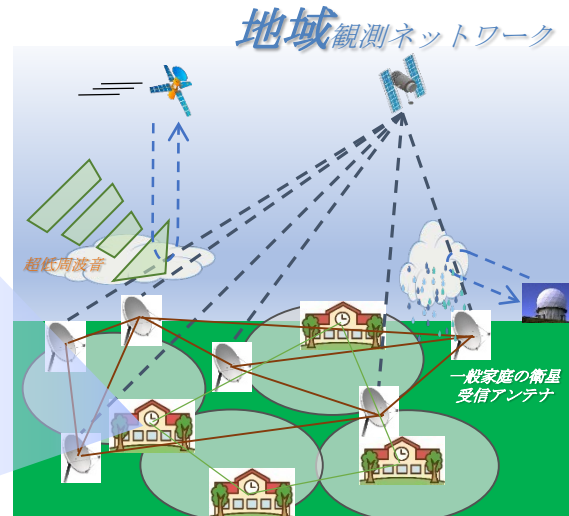 地域観測ネットワーク
超低周波音
一般家庭の衛星
受信アンテナ